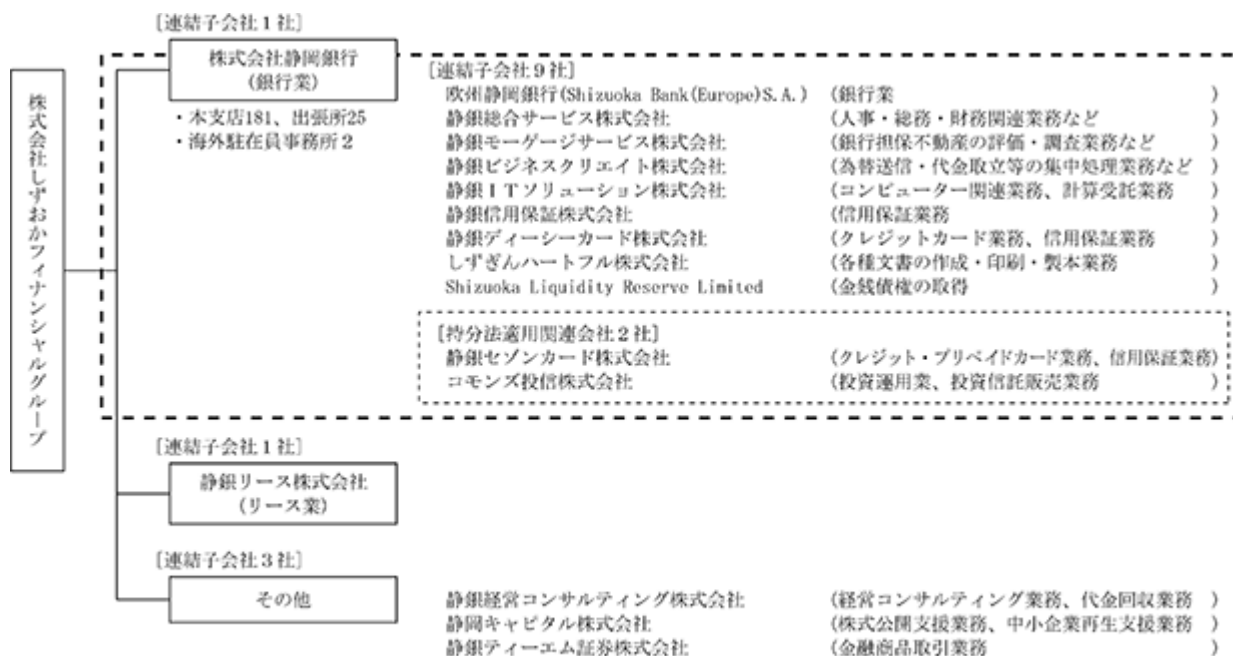 株式会社しずおかフィナンシャルグループ
[連結子会社1社]
株式会社静岡銀行
(銀行業)
・本支店181、出張所25
・海外駐在員事務所2
[連結子会社9社]
欧州静岡銀行(Shizuoka Bank(Europe)S.A.) (銀行業 )
静銀総合サービス株式会社 (人事・総務・財務関連業務など )
静銀モーゲージサービス株式会社 (銀行担保不動産の評価・調査業務など )
静銀ビジネスクリエイト株式会社 (為替送信・代金取立等の集中処理業務など )
静銀ITソリューション株式会社 (コンピューター関連業務、計算受託業務 )
静銀信用保証株式会社 (信用保証業務 )
静銀ディーシーカード株式会社 (クレジットカード業務、信用保証業務 )
しずぎんハートフル株式会社 (各種文書の作成・印刷・製本業務 )
Shizuoka Liquidity Reserve Limited (金銭債権の取得 )
[持分法適用関連会社2社]
静銀セゾンカード株式会社 (クレジット・プリペイドカード業務、信用保証業務)
コモンズ投信株式会社 (投資運用業、投資信託販売業務 )
[連結子会社1社]
静銀リース株式会社
(リース業)
[連結子会社3社]
その他
静銀経営コンサルティング株式会社 (経営コンサルティング業務、代金回収業務 )
静岡キャピタル株式会社 (株式公開支援業務、中小企業再生支援業務 )
静銀ティーエム証券株式会社 (金融商品取引業務 )